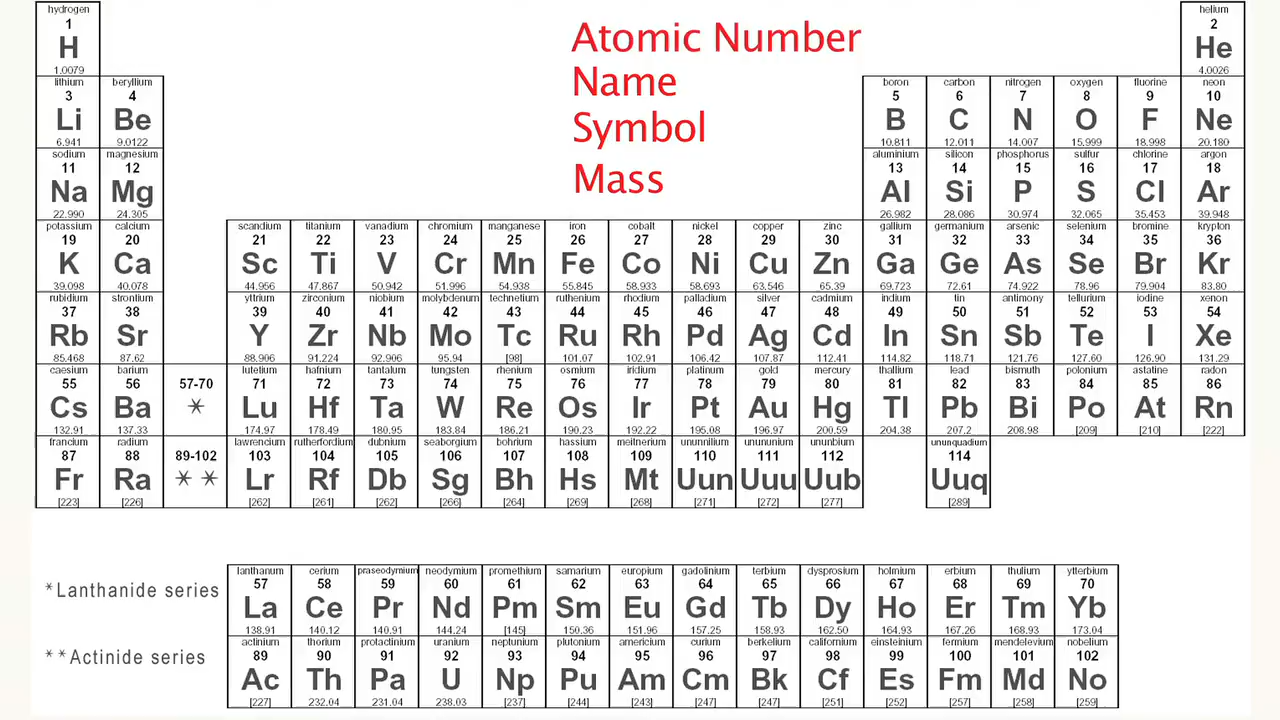 hydrogen helium
1 Atomic Number 2
H Name He
1.0079 Symbol 4.0026
lithium beryllium boron carbon nitrogen oxygen fluorine neon
3 4 5 6 7 8 9 10
Li Be B C N O F Ne
6.941 9.0122 10.811 12.011 14.007 15.999 18.998 20.180
sodium magnesium Mass aluminium silicon phosphorus sulfur chlorine argon
11 12 13 14 15 16 17 18
Na Mg Al Si P S Cl Ar
22.990 24.305 26.982 28.086 30.974 32.065 35.453 39.948
potassium calcium scandium titanium vanadium chromium manganese iron cobalt nickel copper zinc gallium germanium arsenic selenium bromine krypton
19 20 21 22 23 24 25 26 27 28 29 30 31 32 33 34 35 36
K Ca Sc Ti V Cr Mn Fe Co Ni Cu Zn Ga Ge As Se Br Kr
39.098 40.078 44.956 47.867 50.942 51.996 54.938 55.845 58.933 58.693 63.546 65.39 69.723 72.61 74.922 78.96 79.904 83.80
rubidium strontium yttrium zirconium niobium molybdenum technetium ruthenium rhodium palladium silver cadmium indium tin antimony tellurium iodine xenon
37 38 39 40 41 42 43 44 45 46 47 48 49 50 51 52 53 54
Rb Sr Y Zr Nb Mo Tc Ru Rh Pd Ag Cd In Sn Sb Te I Xe
85.468 87.62 88.906 91.224 92.906 95.94 [98] 101.07 102.91 106.42 107.87 112.41 114.82 118.71 121.76 127.60 126.90 131.29
caesium barium lutetium hafnium tantalum tungsten rhenium osmium iridium platinum gold mercury thallium lead bismuth polonium astatine radon
55 56 57-70 71 72 73 74 75 76 77 78 79 80 81 82 83 84 85 86
Cs Ba * Lu Hf Ta W Re Os Ir Pt Au Hg Tl Pb Bi Po At Rn
132.91 137.33 174.97 178.49 180.95 183.84 186.21 190.23 192.22 195.08 196.97 200.59 204.38 207.2 208.98 [209] [210] [222]
francium radium lawrencium rutherfordium dubnium seaborgium bohrium hassium meitnerium ununnilium unununium ununbium ununquadium
87 88 89-102 103 104 105 106 107 108 109 110 111 112 114
Fr Ra * * Lr Rf Db Sg Bh Hs Mt Uun Uuu Uub Uuq
[223] [226] [262] [261] [262] [266] [264] [269] [268] [271] [272] [277] [289]
lanthanum cerium praseodymium neodymium promethium samarium europium gadolinium terbium dysprosium holmium erbium thulium ytterbium
*Lanthanide series 57 58 59 60 61 62 63 64 65 66 67 68 69 70
La Ce Pr Nd Pm Sm Eu Gd Tb Dy Ho Er Tm Yb
138.91 140.12 140.91 144.24 [145] 150.36 151.96 157.25 158.93 162.50 164.93 167.26 168.93 173.04
actinium thorium protactinium uranium neptunium plutonium americium curium berkelium californium einsteinium fermium mendelevium nobelium
**Actinide series 89 90 91 92 93 94 95 96 97 98 99 100 101 102
Ac Th Pa U Np Pu Am Cm Bk Cf Es Fm Md No
[227] 232.04 231.04 238.03 [237] [244] [243] [247] [247] [251] [252] [257] [258] [259]